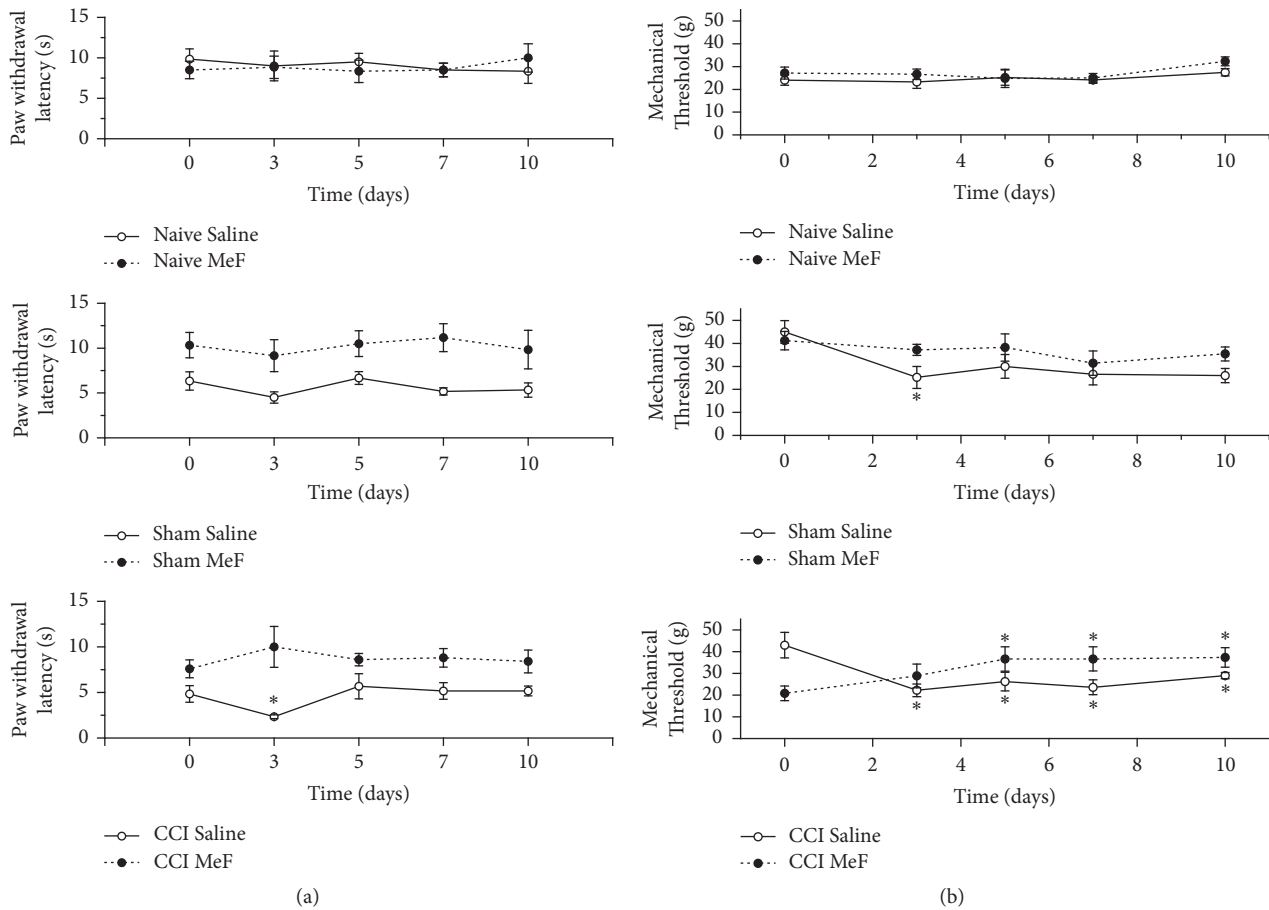 Paw withdrawal
latency (s)
15
10
5
0
0 3 5 7 10
Time (days)
Naive Saline
Naive MeF
Paw withdrawal
latency (s)
15
10
5
0
0 3 5 7 10
Time (days)
Sham Saline
Sham MeF
Paw withdrawal
latency (s)
15
10
5
0
*
0 3 5 7 10
Time (days)
CCI Saline
CCI MeF
(a)
Mechanical
Threshold (g)
50
40
30
20
10
0
0 2 4 6 8 10
Time (days)
Naive Saline
Naive MeF
Mechanical
Threshold (g)
50
40
30
20
10
0
*
0 2 4 6 8 10
Time (days)
Sham Saline
Sham MeF
Mechanical
Threshold (g)
50
40
30
20
10
0
* * *
* * * *
0 2 4 6 8 10
Time (days)
CCI Saline
CCI MeF
(b)